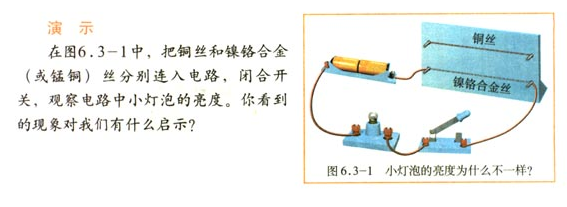 演 示
在图6.3-1中，把铜丝和镍铬合金
（或锰铜）丝分别连入电路，闭合开
关，观察电路中小灯泡的亮度。你看到
的现象对我们有什么启示？
铜丝
镍铬合金丝
图6.3-1 小灯泡的亮度为什么不一样？